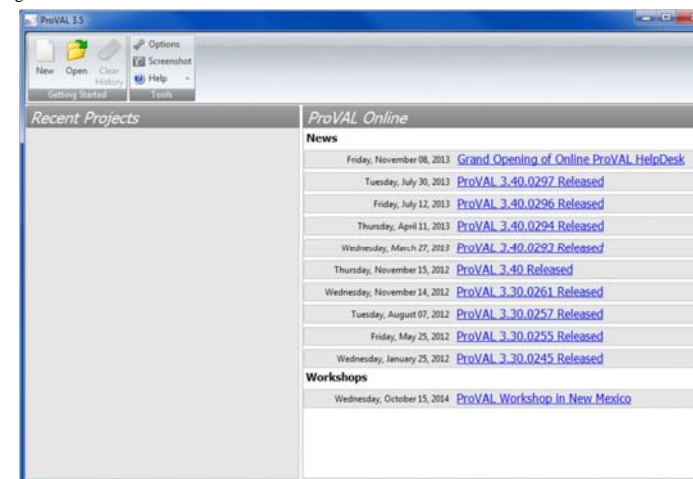 ProVAL 3.5
New Open Clear History
Options
Screenshot
Help
Getting Started Tools
Recent Projects
ProVAL Online
News
Friday, November 08, 2013 Grand Opening of Online ProVAL HelpDesk
Tuesday, July 30, 2013 ProVAL 3.40.0297 Released
Friday, July 12, 2013 ProVAL 3.40.0296 Released
Thursday, April 11, 2013 ProVAL 3.40.0294 Released
Wednesday, March 27, 2013 ProVAL 3.40.0293 Released
Thursday, November 15, 2012 ProVAL 3.40 Released
Wednesday, November 14, 2012 ProVAL 3.30.0261 Released
Tuesday, August 07, 2012 ProVAL 3.30.0257 Released
Friday, May 25, 2012 ProVAL 3.30.0255 Released
Wednesday, January 25, 2012 ProVAL 3.30.0245 Released
Workshops
Wednesday, October 15, 2014 ProVAL Workshop in New Mexico